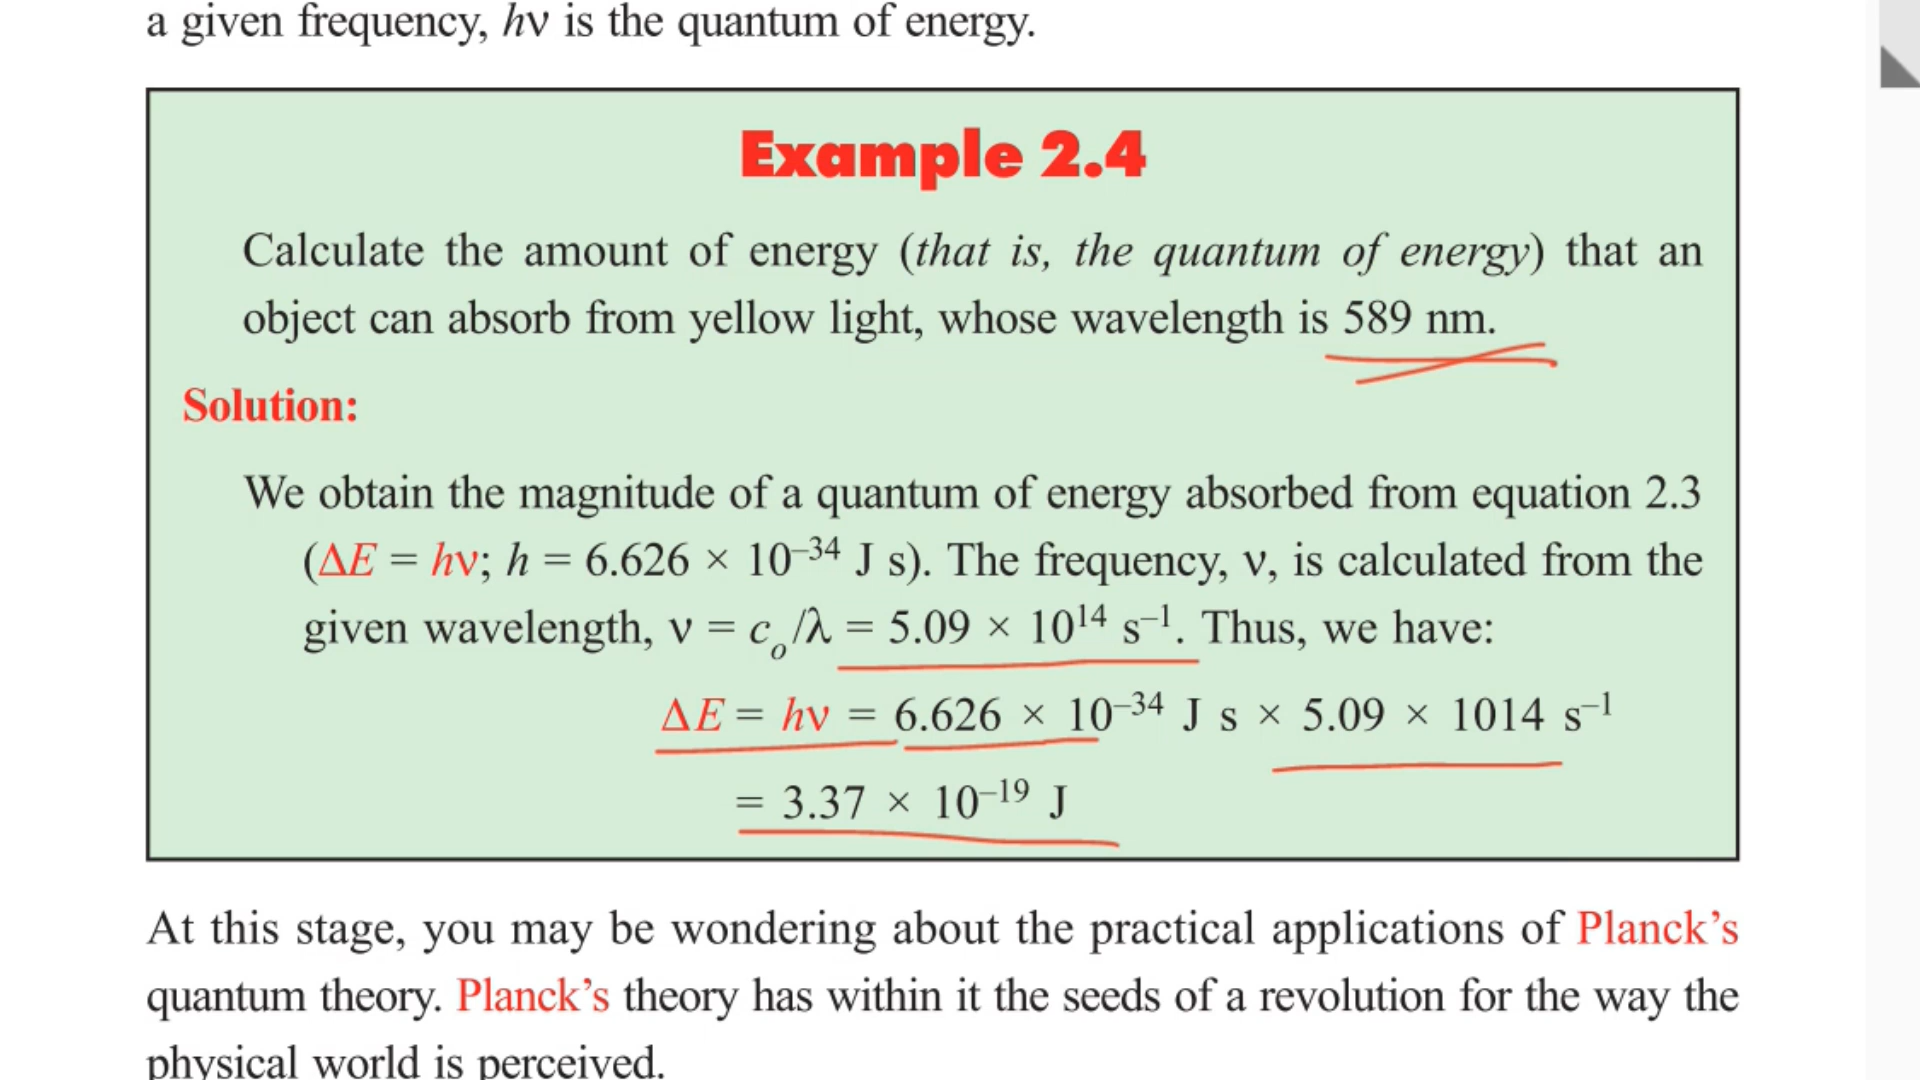 a given frequency, hν is the quantum of energy.
Example 2.4
Calculate the amount of energy (that is, the quantum of energy) that an
object can absorb from yellow light, whose wavelength is 589 nm.
Solution:
We obtain the magnitude of a quantum of energy absorbed from equation 2.3
(ΔE = hν; h = 6.626 × 10⁻³⁴ J s). The frequency, ν, is calculated from the
given wavelength, ν = cₒ/λ = 5.09 × 10¹⁴ s⁻¹. Thus, we have:
ΔE = hν = 6.626 × 10⁻³⁴ J s × 5.09 × 1014 s⁻¹
= 3.37 × 10⁻¹⁹ J
At this stage, you may be wondering about the practical applications of Planck’s
quantum theory. Planck’s theory has within it the seeds of a revolution for the way the
physical world is perceived.